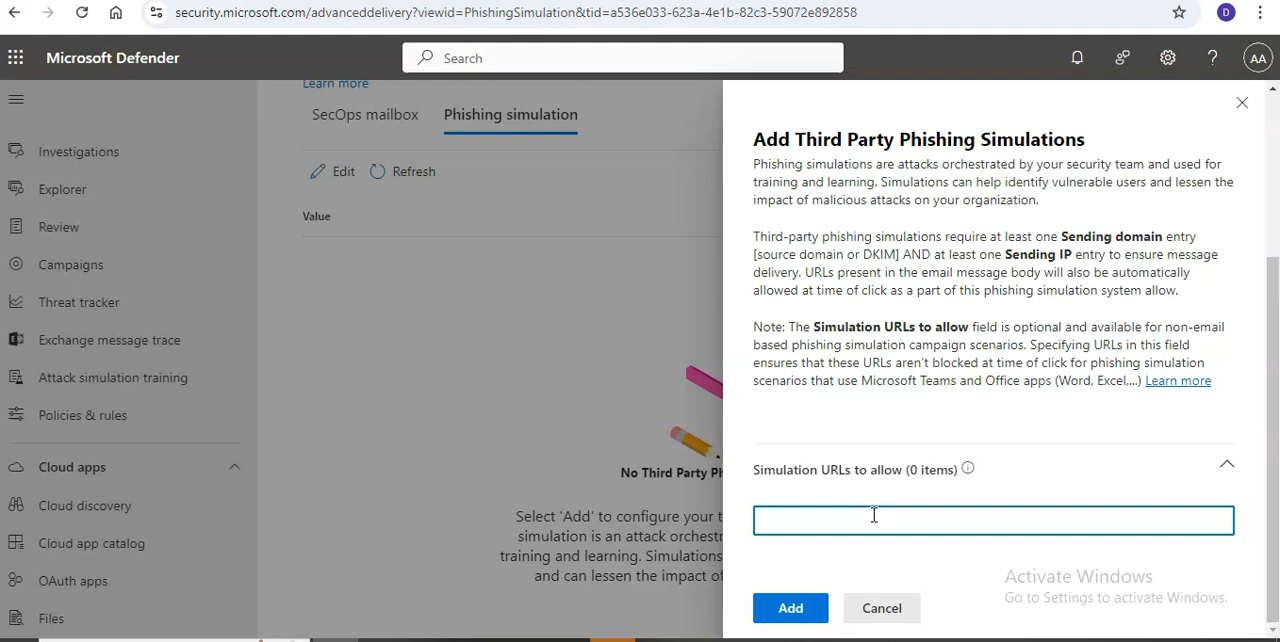 security.microsoft.com/advanceddelivery?viewid=PhishingSimulation&tid=a536e033-623a-4e1b-82c3-59072e892858
D
Microsoft Defender
Search
AA
Investigations
Explorer
Review
Campaigns
Threat tracker
Exchange message trace
Attack simulation training
Policies & rules
Cloud apps
Cloud discovery
Cloud app catalog
OAuth apps
Files
Learn more
SecOps mailbox Phishing simulation
Edit Refresh
Value
No Third Party Ph
Select 'Add' to configure your t
simulation is an attack orchestr
training and learning. Simulations
and can lessen the impact of
Add Third Party Phishing Simulations
Phishing simulations are attacks orchestrated by your security team and used for
training and learning. Simulations can help identify vulnerable users and lessen the
impact of malicious attacks on your organization.
Third-party phishing simulations require at least one Sending domain entry
[source domain or DKIM] AND at least one Sending IP entry to ensure message
delivery. URLs present in the email message body will also be automatically
allowed at time of click as a part of this phishing simulation system allow.
Note: The Simulation URLs to allow field is optional and available for non-email
based phishing simulation campaign scenarios. Specifying URLs in this field
ensures that these URLs aren't blocked at time of click for phishing simulation
scenarios that use Microsoft Teams and Office apps (Word, Excel,...) Learn more
Simulation URLs to allow (0 items)
Add Cancel
Activate Windows
Go to Settings to activate Windows.